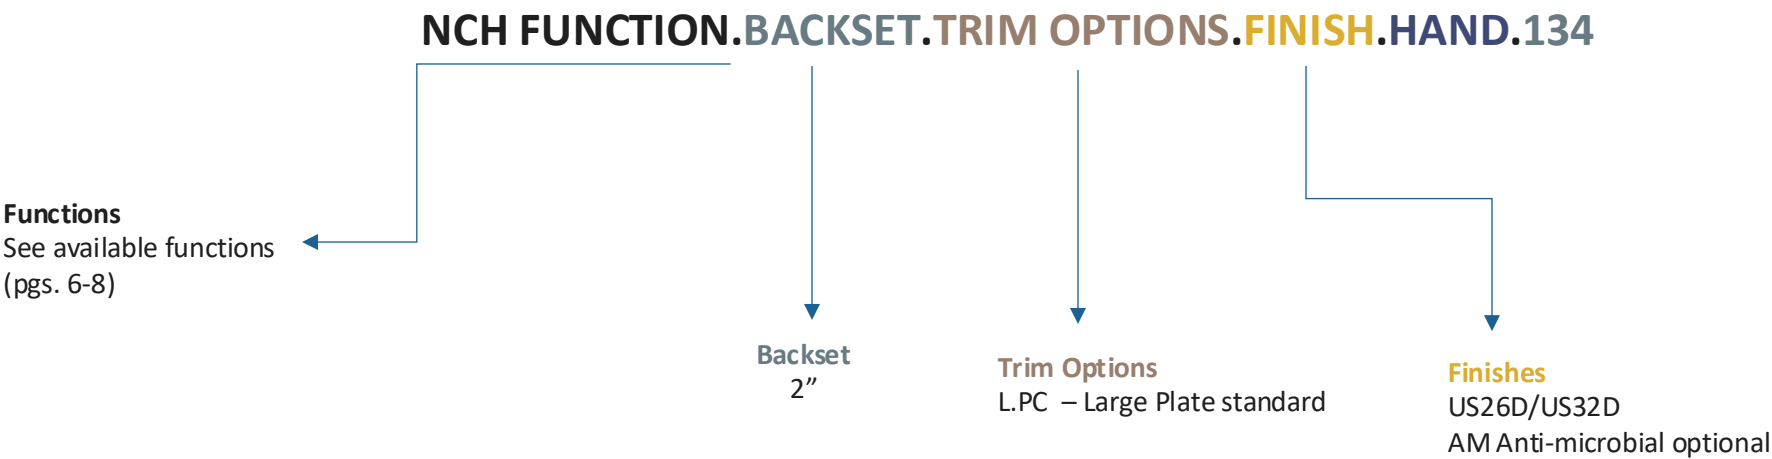 NCH FUNCTION.BACKSET.TRIM OPTIONS.FINISH.HAND.134
Functions
See available functions
(pgs. 6-8)
Backset
2”
Trim Options
L.PC – Large Plate standard
Finishes
US26D/US32D
AM Anti-microbial optional